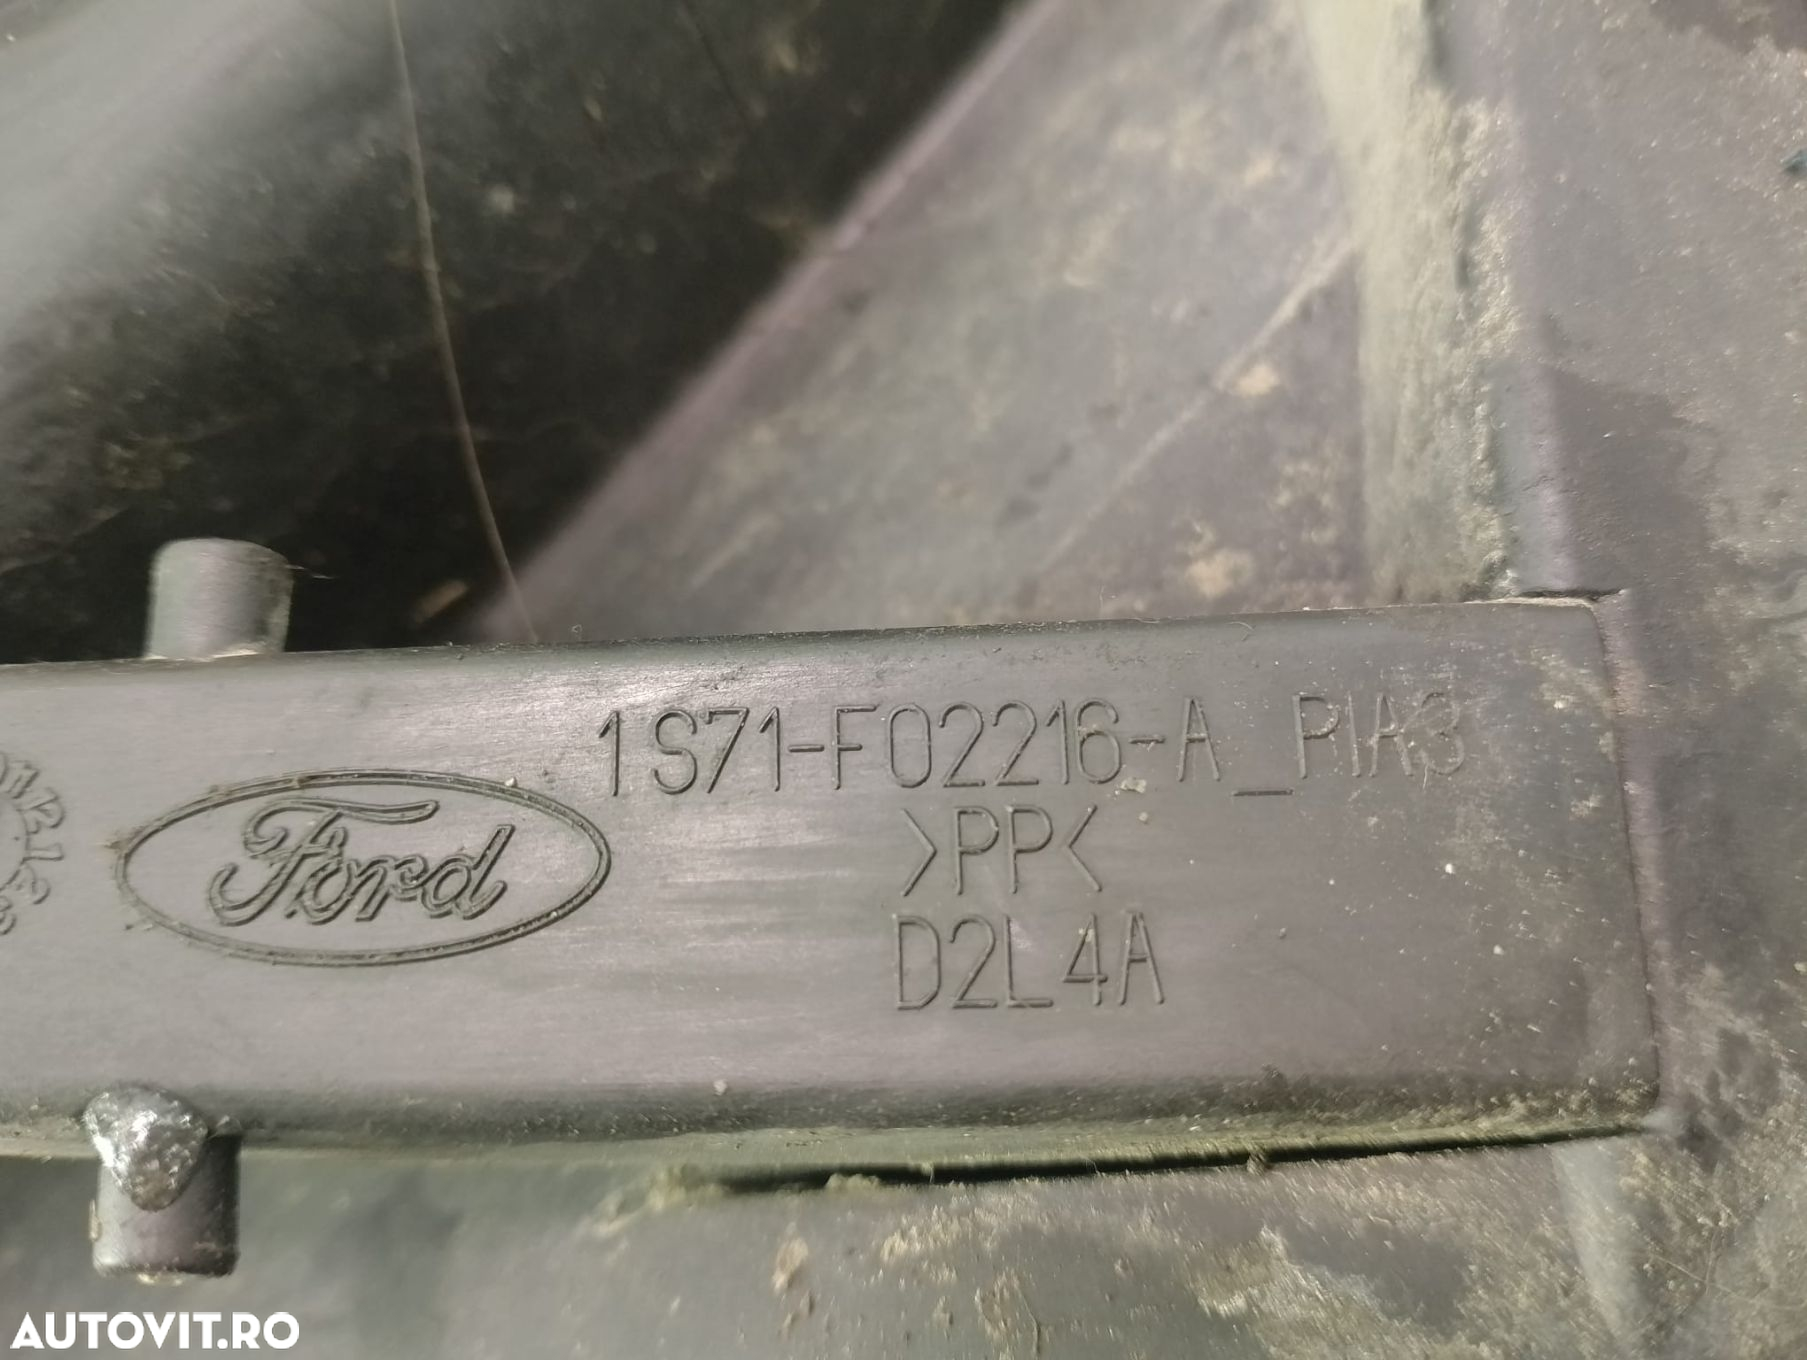 1S71-F02216-A_PIA3
Ford
>PP<
D2L4A
AUTOVIT.RO